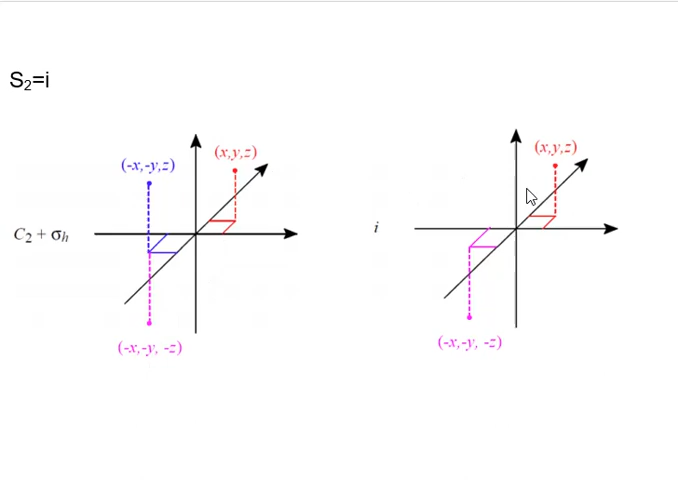 S₂=i
(-x,-y,z)
(x,y,z)
C₂ + σₕ
(-x,-y, -z)
(x,y,z)
i
(-x,-y, -z)